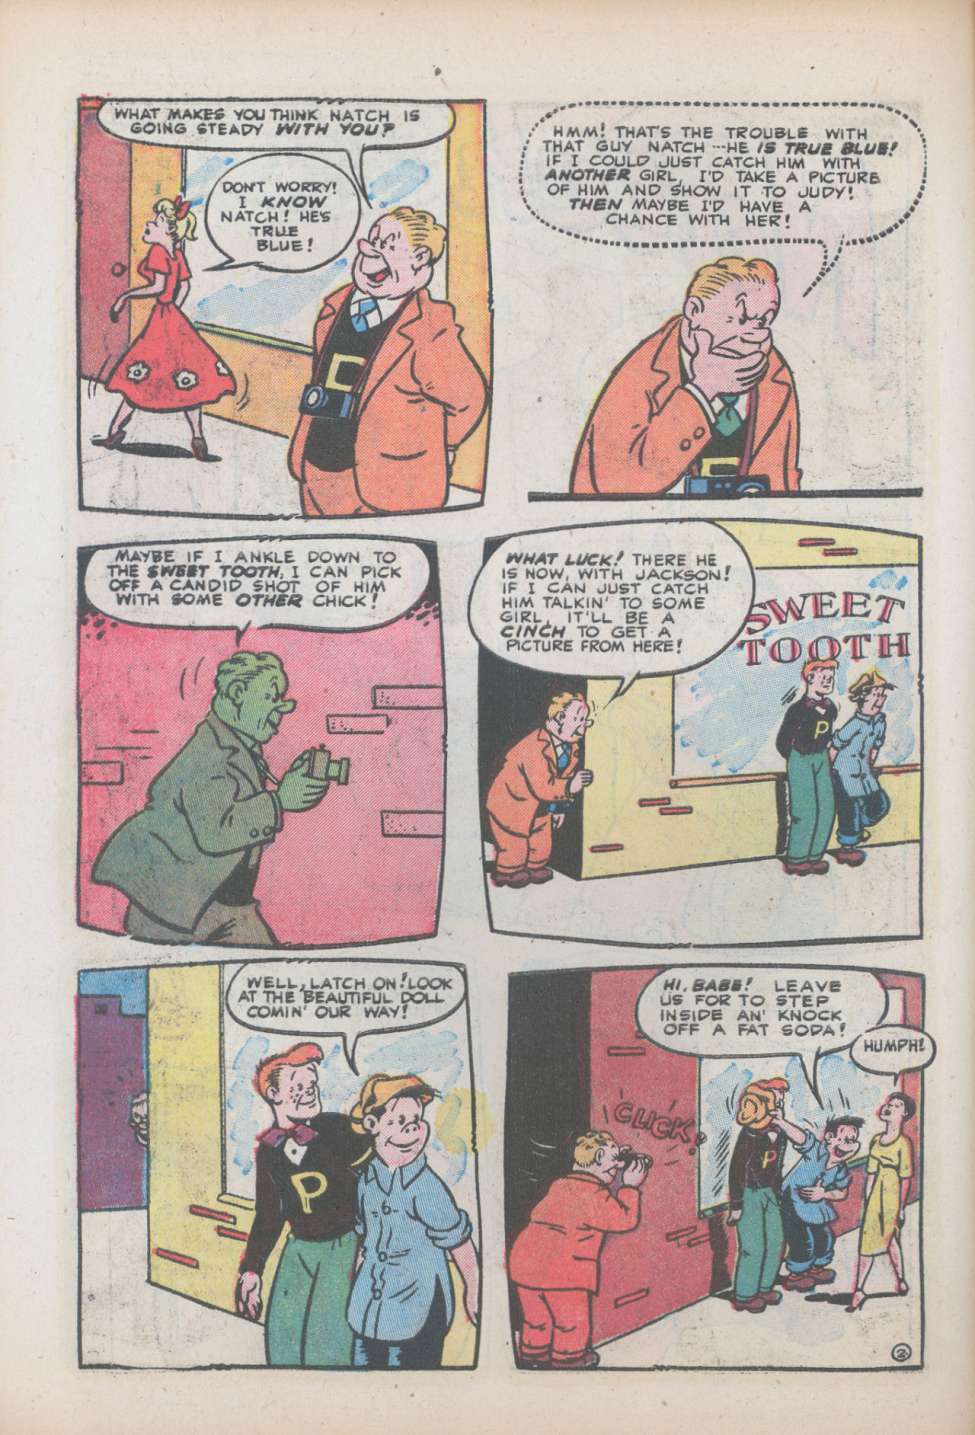 WHAT MAKES YOU THINK NATCH IS
GOING STEADY WITH YOU?
DON'T WORRY!
I KNOW
NATCH! HE'S
TRUE
BLUE!
HMM! THAT'S THE TROUBLE WITH
THAT GUY NATCH---HE IS TRUE BLUE!
IF I COULD JUST CATCH HIM WITH
ANOTHER GIRL, I'D TAKE A PICTURE
OF HIM AND SHOW IT TO JUDY!
THEN MAYBE I'D HAVE A
CHANCE WITH HER!
MAYBE IF I ANKLE DOWN TO
THE SWEET TOOTH, I CAN PICK
OFF A CANDID SHOT OF HIM
WITH SOME OTHER CHICK!
WHAT LUCK! THERE HE
IS NOW, WITH JACKSON!
IF I CAN JUST CATCH
HIM TALKIN' TO SOME
GIRL, IT'LL BE A
CINCH TO GET A
PICTURE FROM HERE!
SWEET
TOOTH
P
WELL, LATCH ON! LOOK
AT THE BEAUTIFUL DOLL
COMIN' OUR WAY!
P
HI, BABE! LEAVE
US FOR TO STEP
INSIDE AN' KNOCK
OFF A FAT SODA!
HUMPH!
CLICK!
P
2